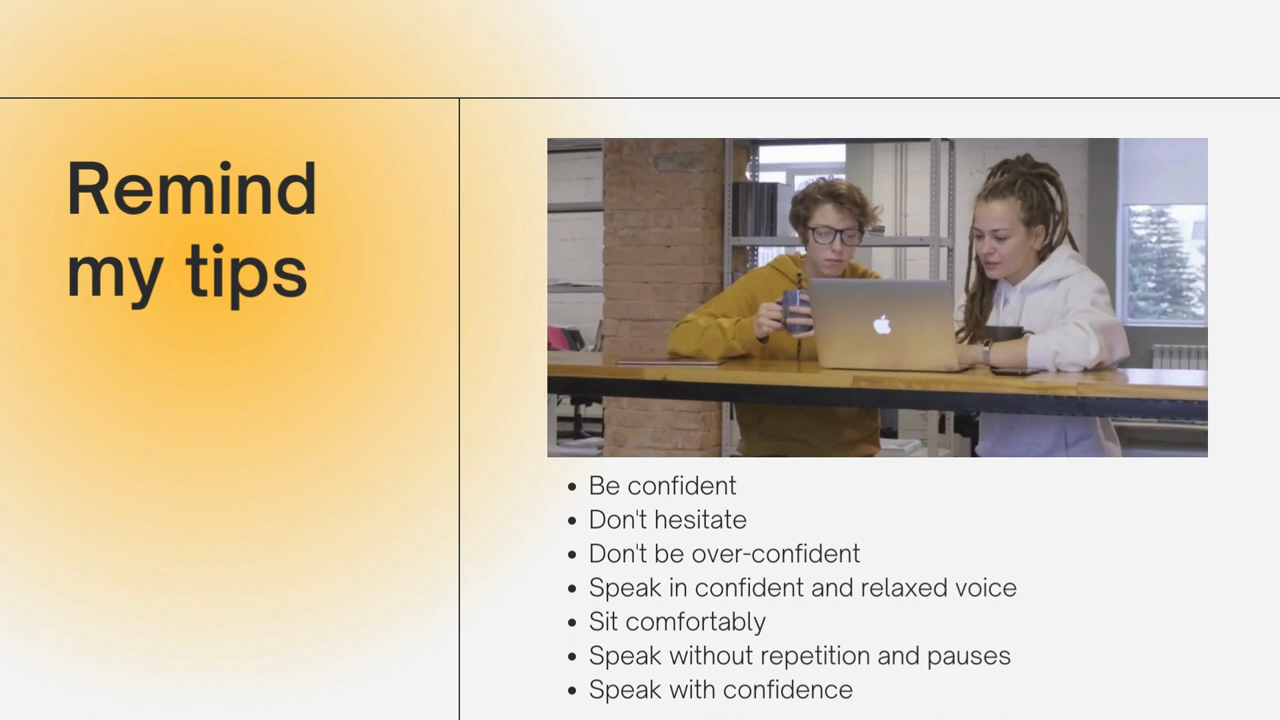 Remind
my tips
Be confident
Don't hesitate
Don't be over-confident
Speak in confident and relaxed voice
Sit comfortably
Speak without repetition and pauses
Speak with confidence